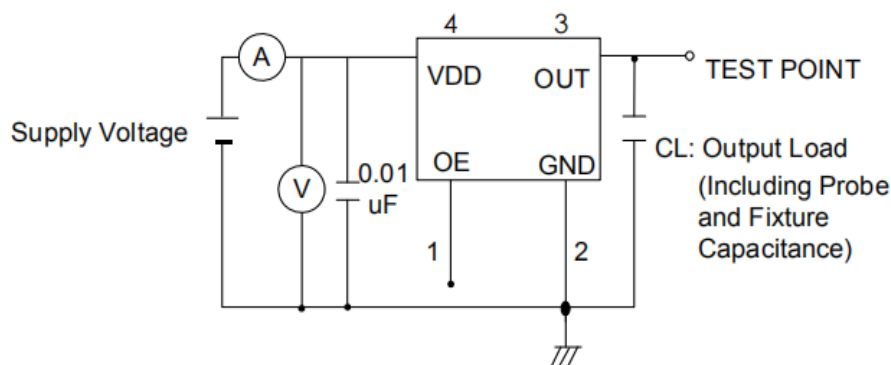 4
3
A
VDD
OUT
TEST POINT
Supply Voltage
V
0.01
uF
OE
GND
CL: Output Load
(Including Probe
and Fixture
Capacitance)
1
2